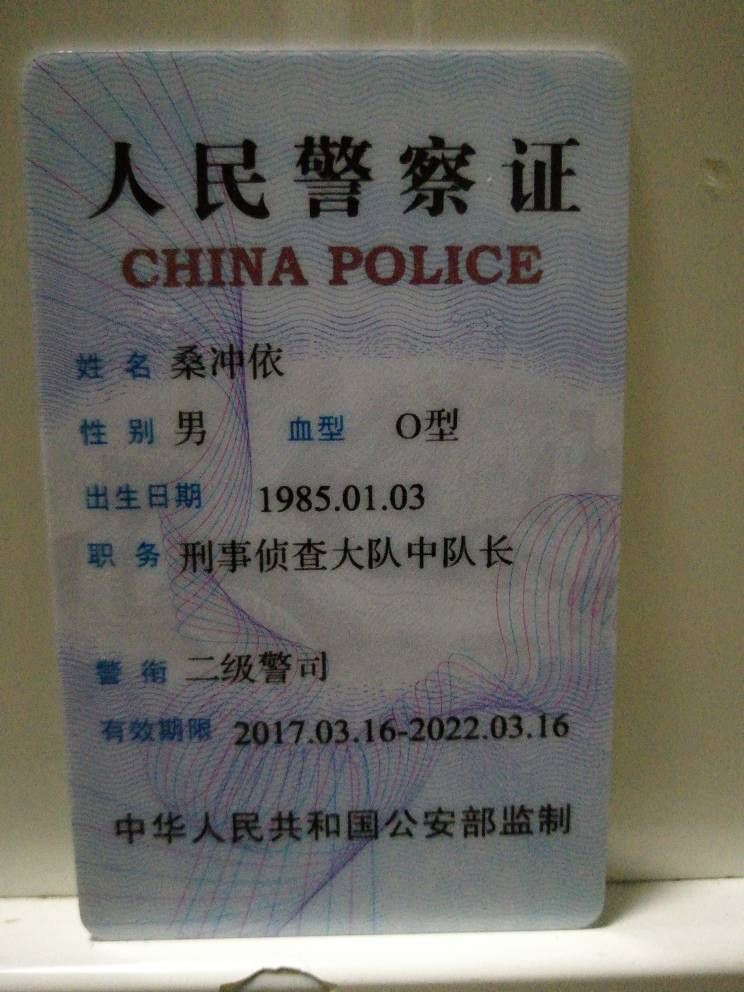 人民警察证
CHINA POLICE
姓名 桑冲依
性别 男 血型 O型
出生日期 1985.01.03
职务 刑事侦查大队中队长
警衔 二级警司
有效期限 2017.03.16-2022.03.16
中华人民共和国公安部监制